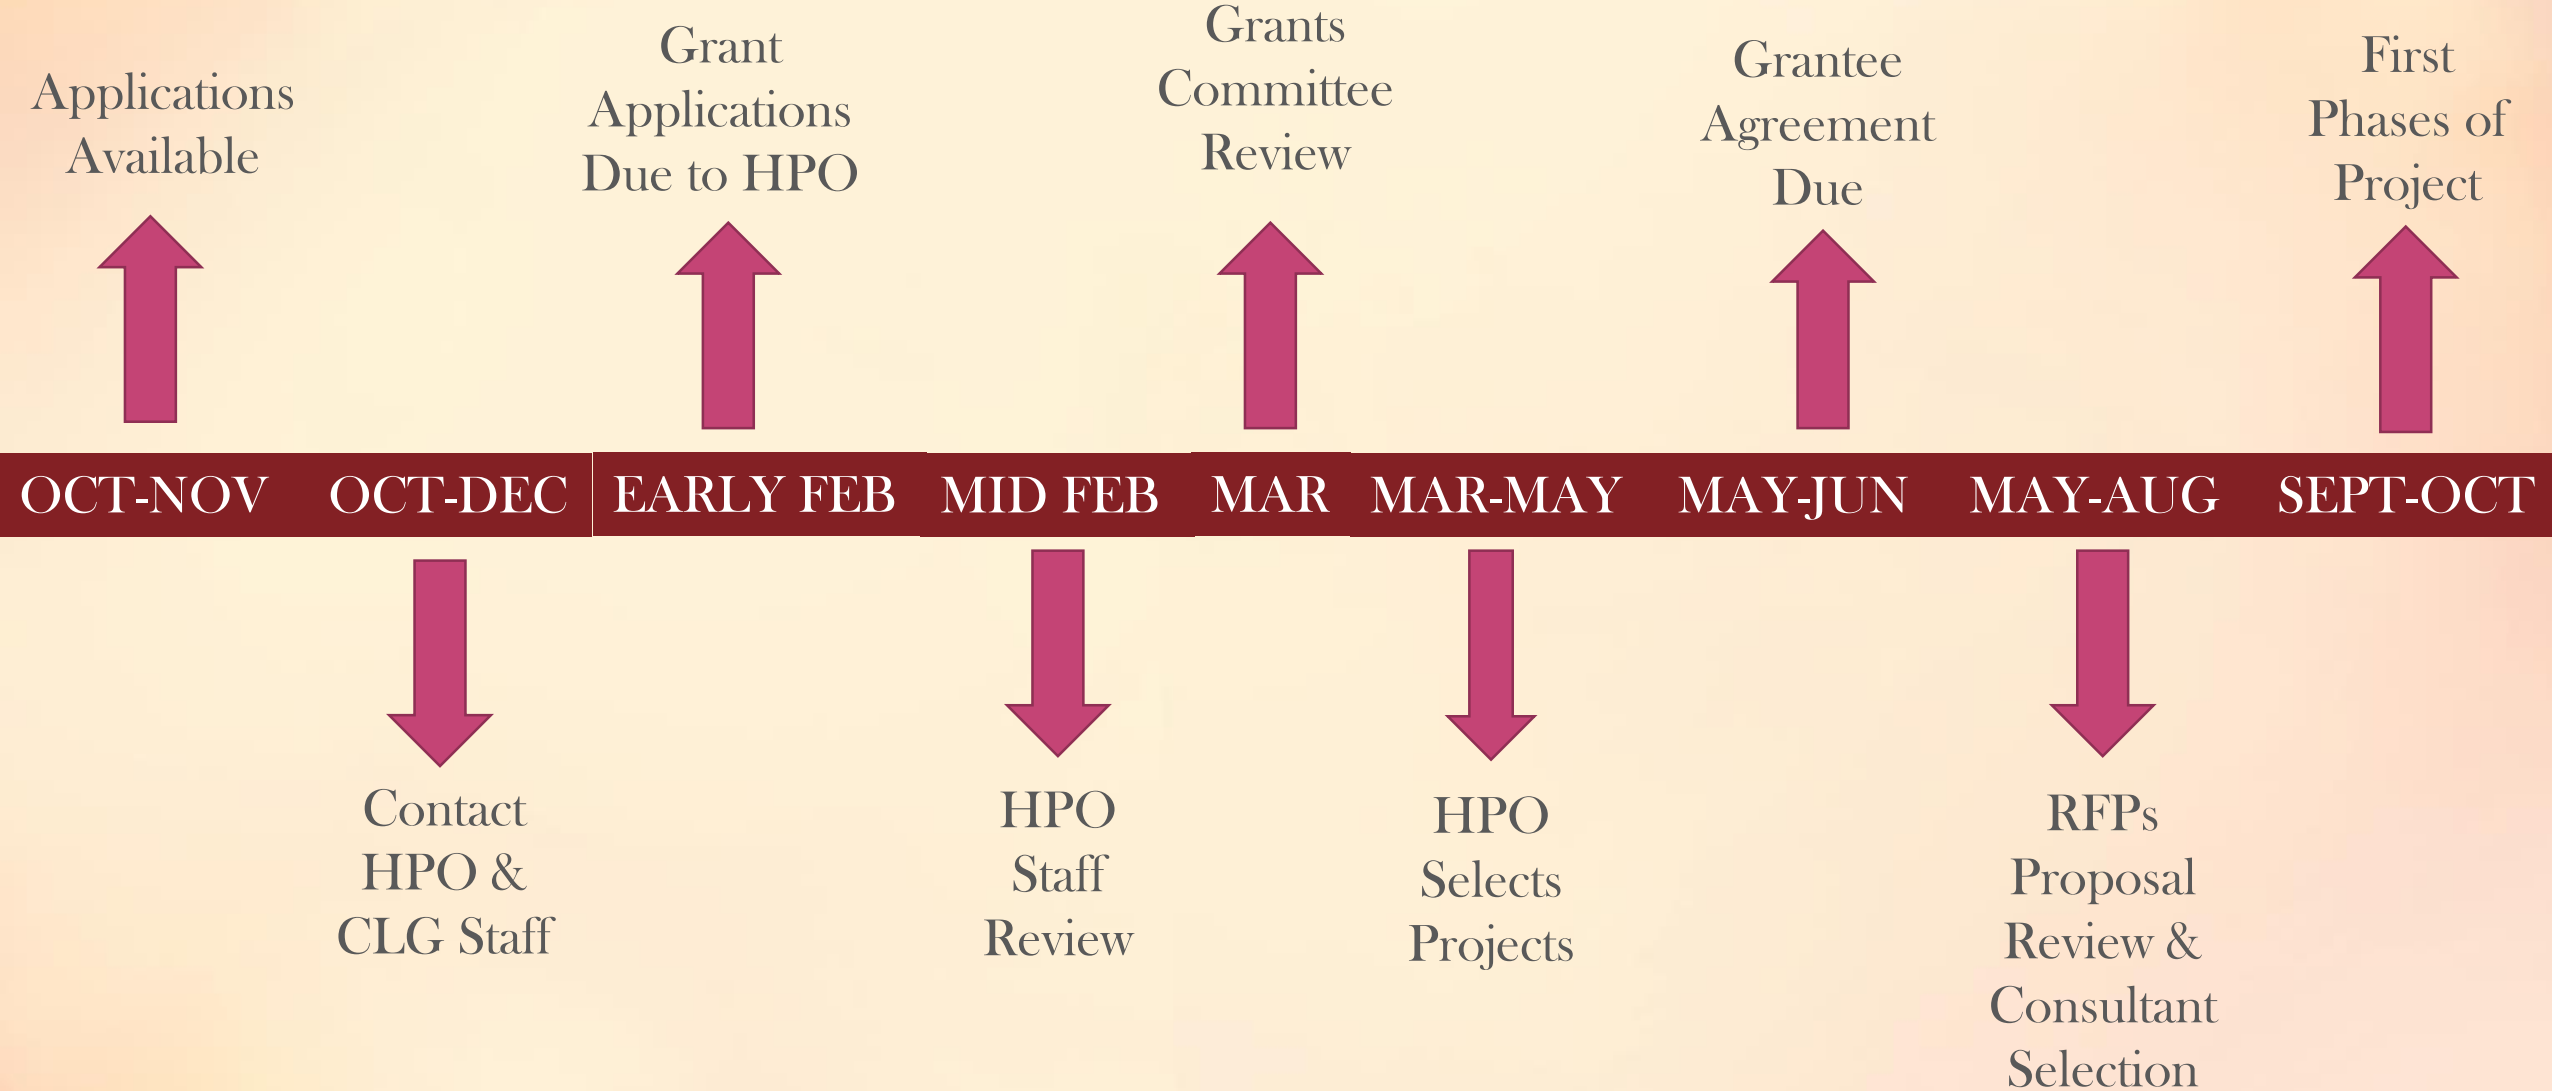 Applications
Available
Grant
Applications
Due to HPO
Grants
Committee
Review
Grantee
Agreement
Due
First
Phases of
Project
OCT-NOV OCT-DEC EARLY FEB MID FEB MAR MAR-MAY MAY-JUN MAY-AUG SEPT-OCT
Contact
HPO &
CLG Staff
HPO
Staff
Review
HPO
Selects
Projects
RFPs
Proposal
Review &
Consultant
Selection